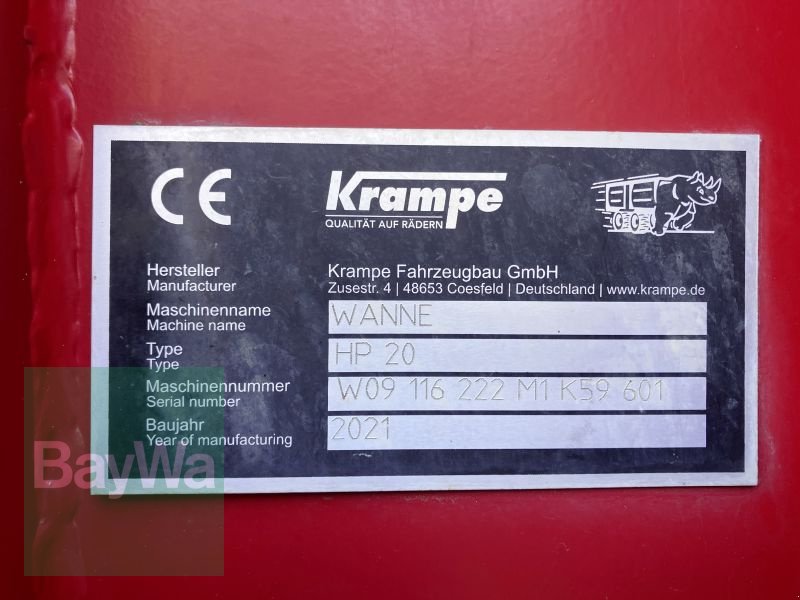 CE
Krampe
QUALITÄT AUF RÄDERN
Hersteller
Manufacturer
Krampe Fahrzeugbau GmbH
Zusestr. 4 | 48653 Coesfeld | Deutschland | www.krampe.de
Maschinenname
Machine name
WANNE
Type
Type
HP 20
Maschinennummer
Serial number
W09 116 222 M1 K59 601
Baujahr
Year of manufacturing
2021
BayWa